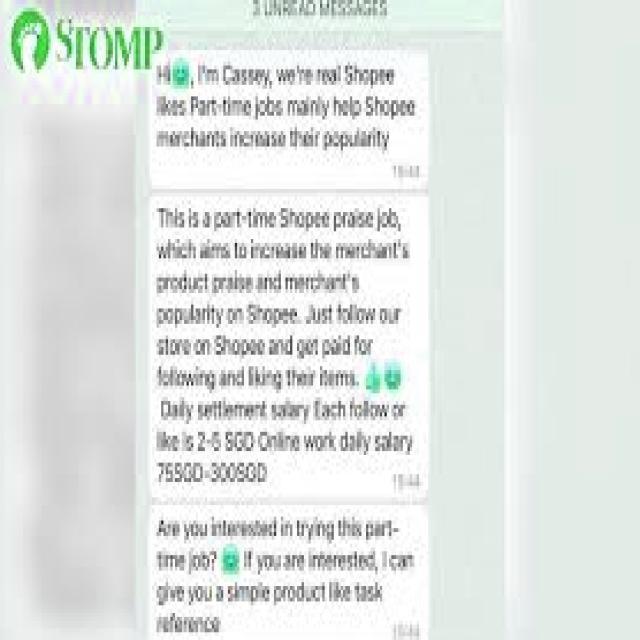 STOMP
3 UNREAD MESSAGES
Hi, I'm Cassey, we're real Shopee
likes Part-time jobs mainly help Shopee
merchants increase their popularity
15:44
This is a part-time Shopee praise job,
which aims to increase the merchant's
product praise and merchant's
popularity on Shopee. Just follow our
store on Shopee and get paid for
following and liking their items.
Daily settlement salary Each follow or
like is 2-5 SGD Online work daily salary
75SGD-300SGD
15:44
Are you interested in trying this part-
time job? If you are interested, I can
give you a simple product like task
reference
15:44